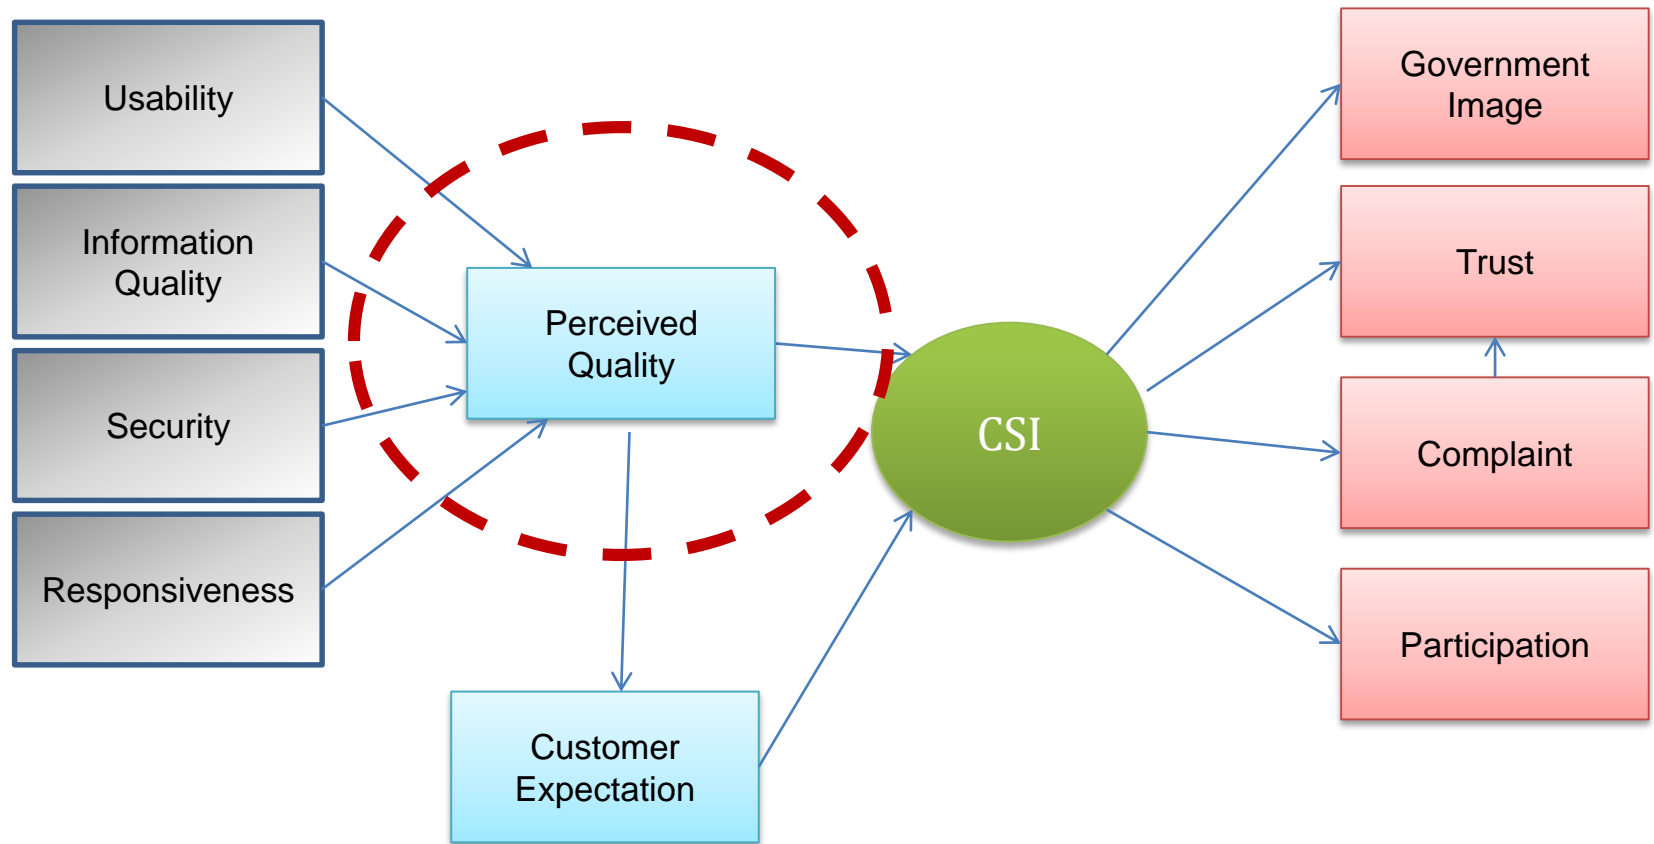 Usability
Information
Quality
Security
Responsiveness
Perceived
Quality
Customer
Expectation
CSI
Government
Image
Trust
Complaint
Participation